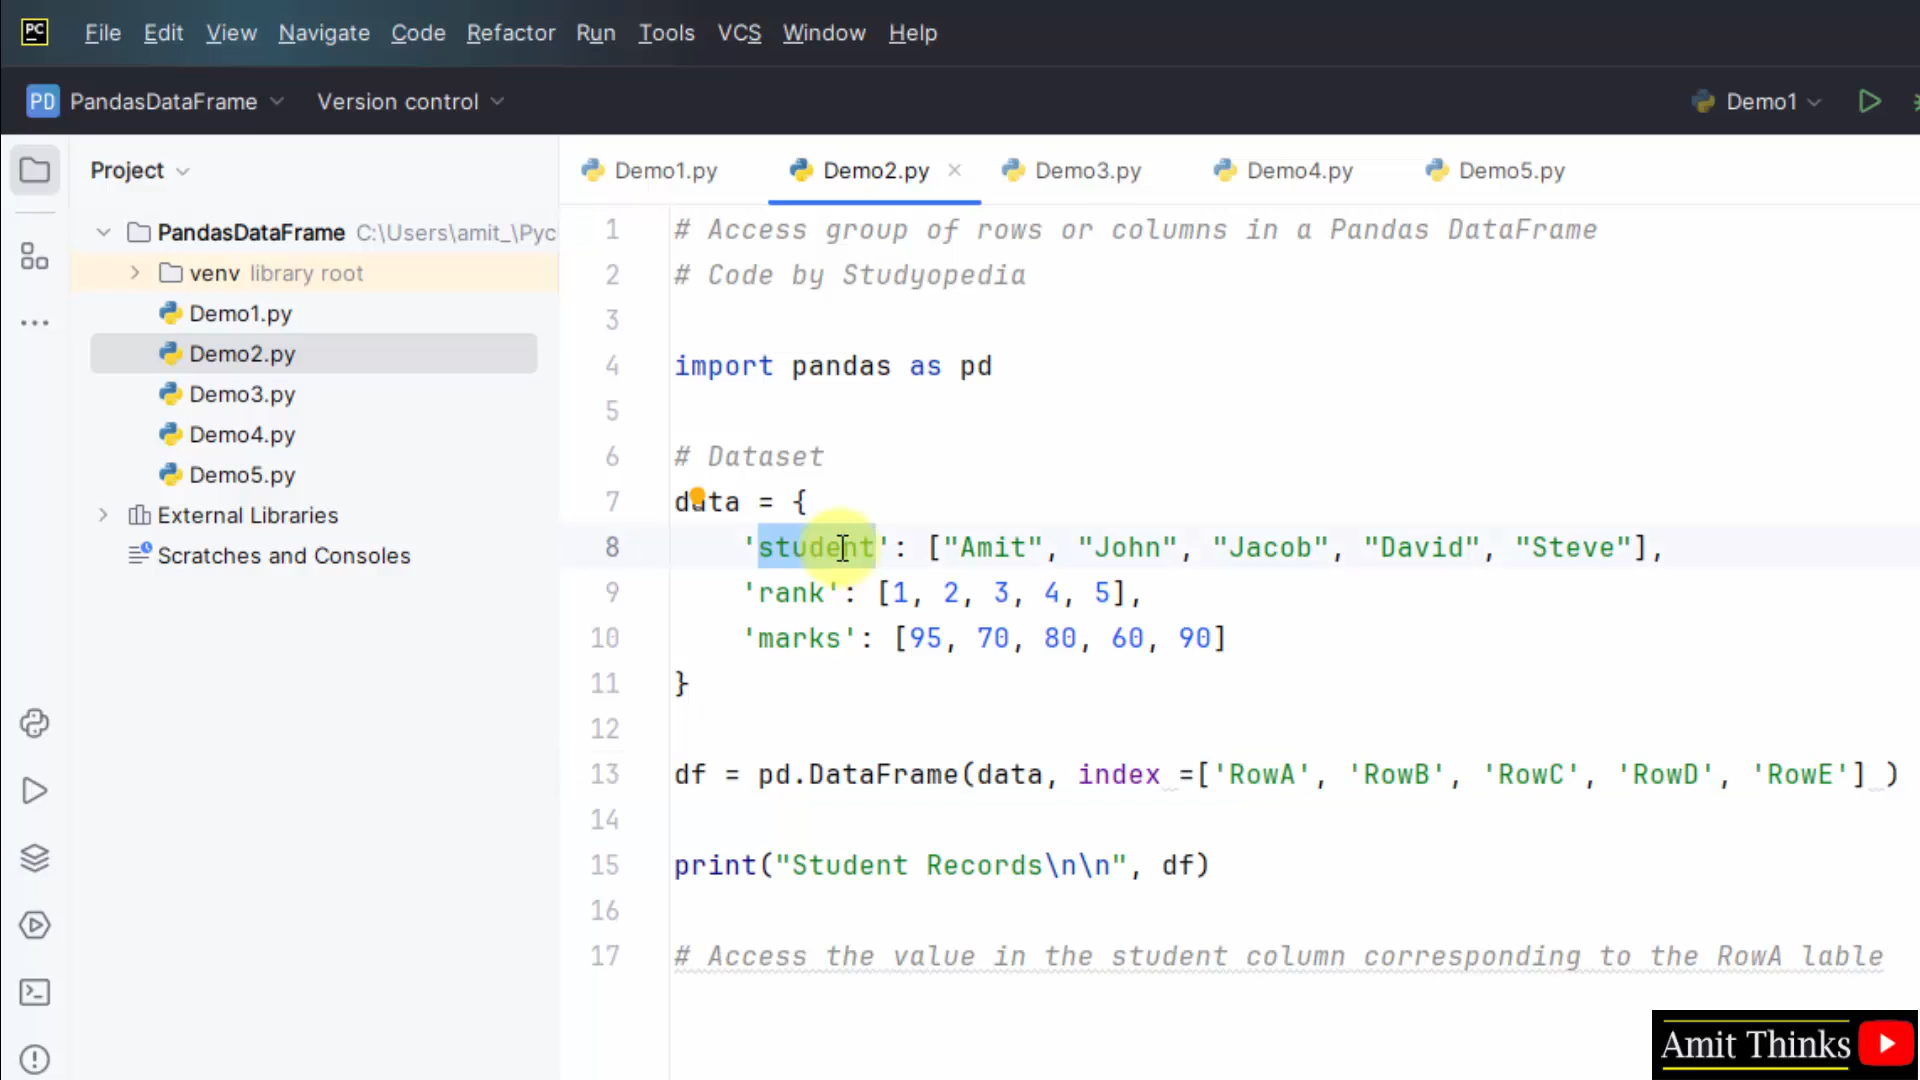 PC File Edit View Navigate Code Refactor Run Tools VCS Window Help
PD PandasDataFrame Version control Demo1
Project
Demo1.py Demo2.py Demo3.py Demo4.py Demo5.py
PandasDataFrame C:\Users\amit_\Pyc
venv library root
Demo1.py
Demo2.py
Demo3.py
Demo4.py
Demo5.py
External Libraries
Scratches and Consoles
1 # Access group of rows or columns in a Pandas DataFrame
2 # Code by Studyopedia
3
4 import pandas as pd
5
6 # Dataset
7 data = {
8 'student': ["Amit", "John", "Jacob", "David", "Steve"],
9 'rank': [1, 2, 3, 4, 5],
10 'marks': [95, 70, 80, 60, 90]
11 }
12
13 df = pd.DataFrame(data, index =['RowA', 'RowB', 'RowC', 'RowD', 'RowE'] )
14
15 print("Student Records\n\n", df)
16
17 # Access the value in the student column corresponding to the RowA lable
Amit Thinks